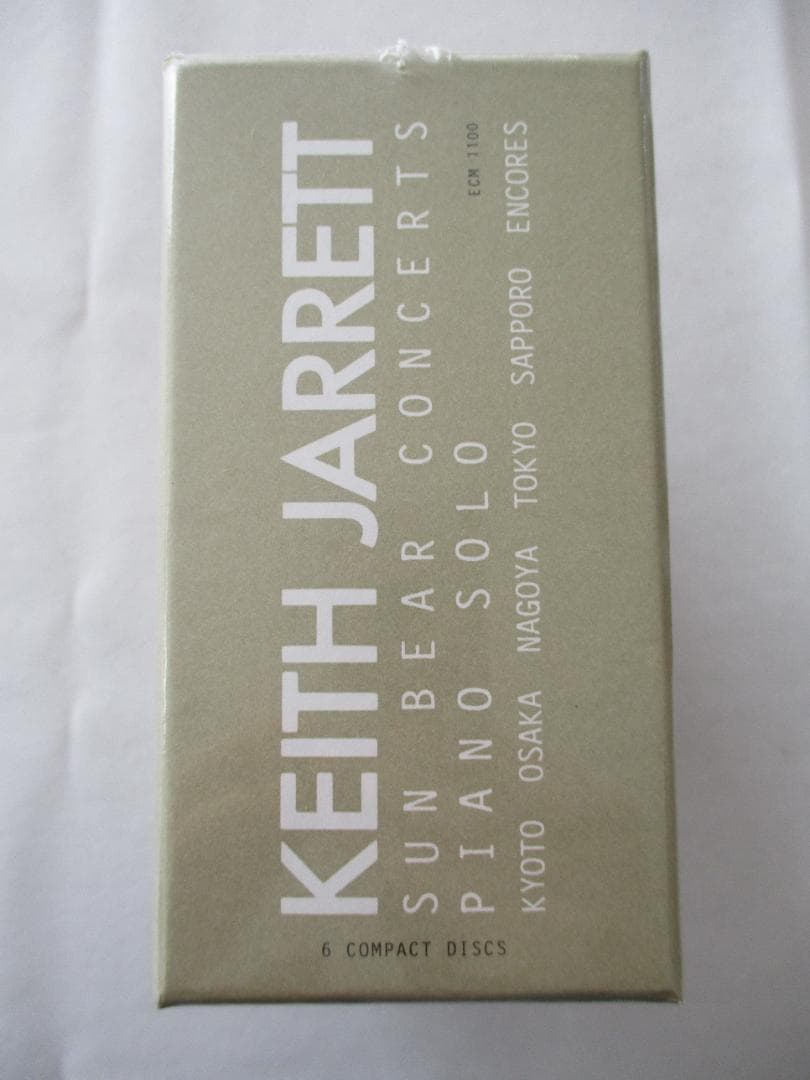 KEITH JARRETT
SUN BEAR CONCERTS
PIANO SOLO
ECM 1100
KYOTO OSAKA NAGOYA TOKYO SAPPORO ENCORES
6 COMPACT DISCS